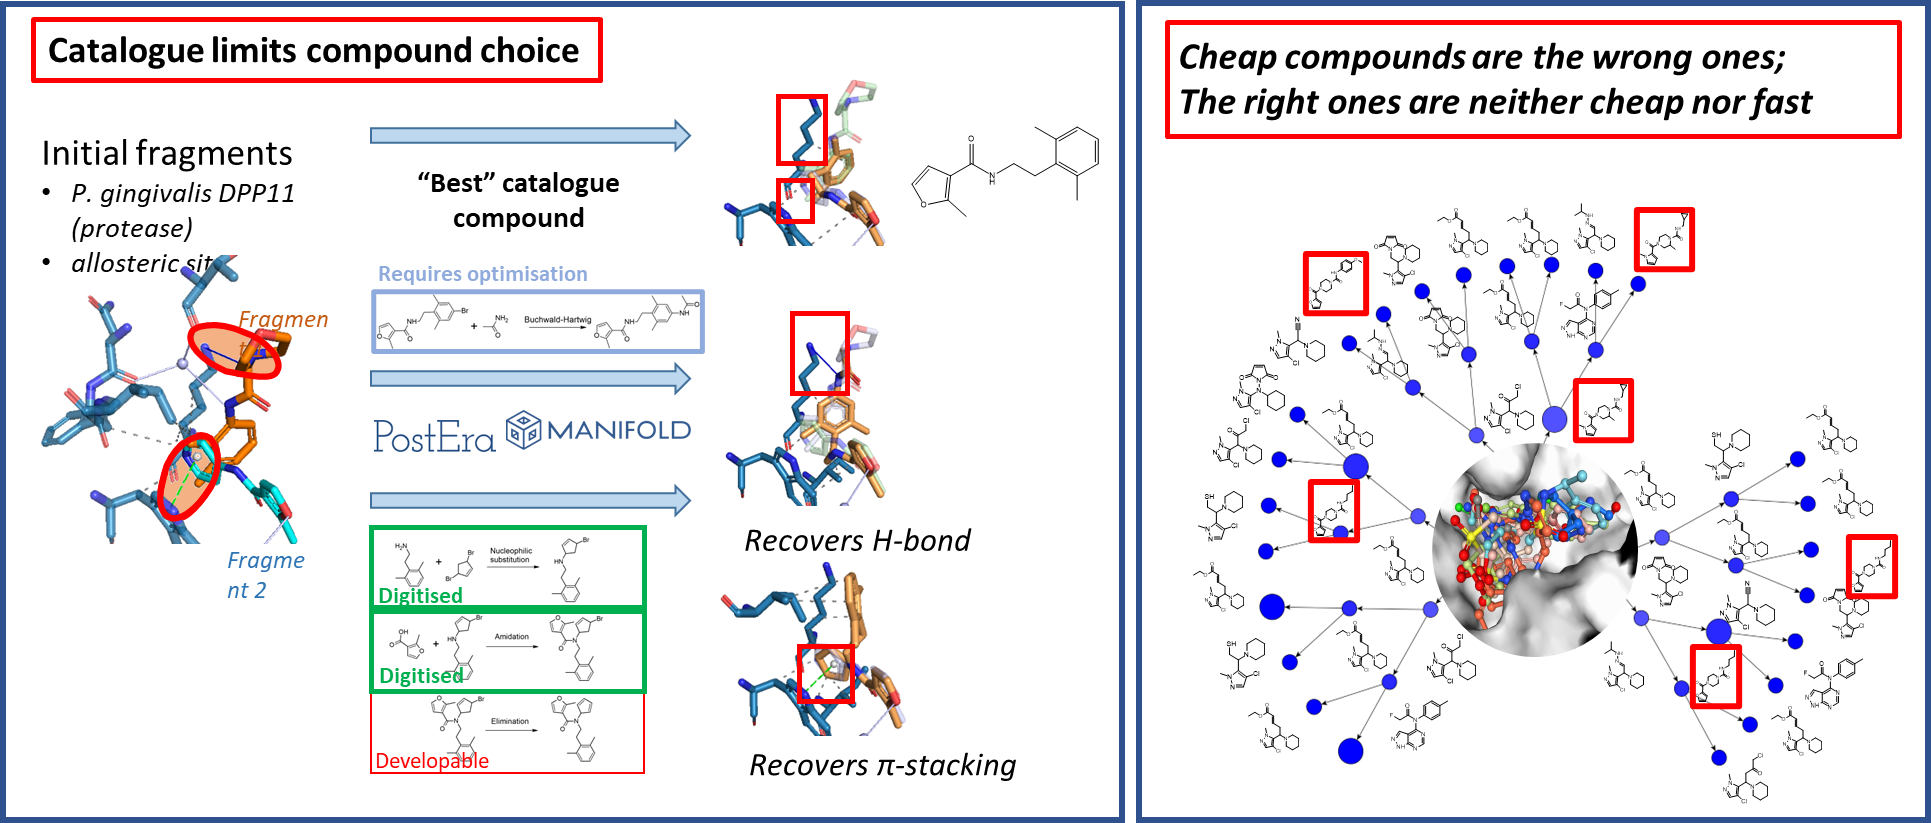 Catalogue limits compound choice
Initial fragments
• P. gingivalis DPP11
(protease)
• allosteric sit
Fragmen
Fragme
nt 2
“Best” catalogue
compound
Requires optimisation
Buchwald-Hartwig
PostEra MANIFOLD
Nucleophilic
substitution
Digitised
Amidation
Digitised
Elimination
Developable
Recovers H-bond
Recovers π-stacking
Cheap compounds are the wrong ones;
The right ones are neither cheap nor fast